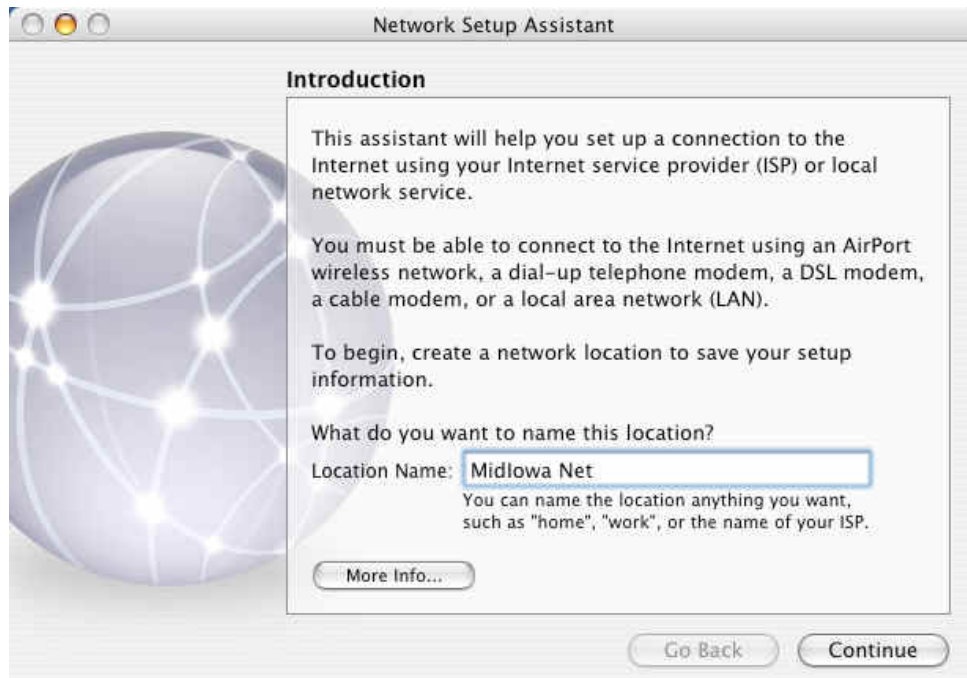 Network Setup Assistant
Introduction
This assistant will help you set up a connection to the
Internet using your Internet service provider (ISP) or local
network service.
You must be able to connect to the Internet using an AirPort
wireless network, a dial-up telephone modem, a DSL modem,
a cable modem, or a local area network (LAN).
To begin, create a network location to save your setup
information.
What do you want to name this location?
Location Name: MidIowa Net
You can name the location anything you want,
such as "home", "work", or the name of your ISP.
More Info...
Go Back Continue